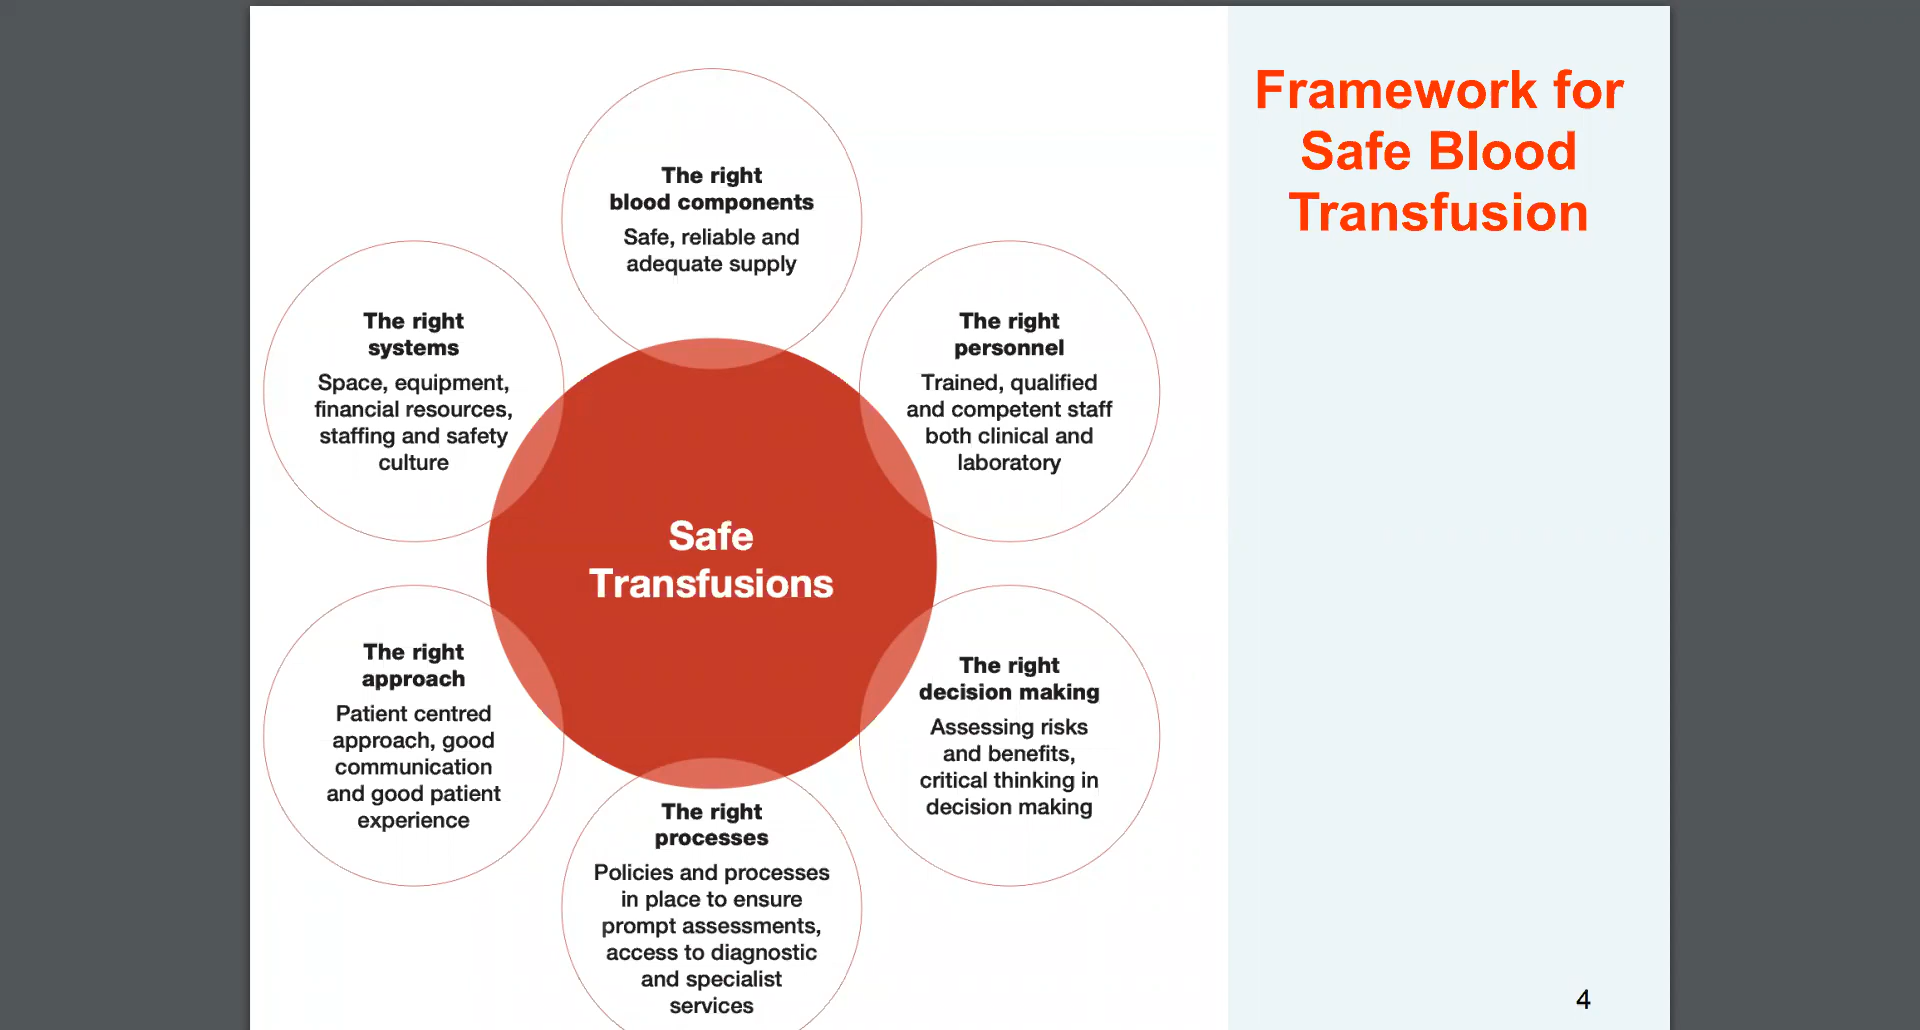 Framework for
Safe Blood
Transfusion
The right
blood components
Safe, reliable and
adequate supply
The right
personnel
Trained, qualified
and competent staff
both clinical and
laboratory
The right
decision making
Assessing risks
and benefits,
critical thinking in
decision making
The right
processes
Policies and processes
in place to ensure
prompt assessments,
access to diagnostic
and specialist
services
The right
approach
Patient centred
approach, good
communication
and good patient
experience
The right
systems
Space, equipment,
financial resources,
staffing and safety
culture
Safe
Transfusions
4